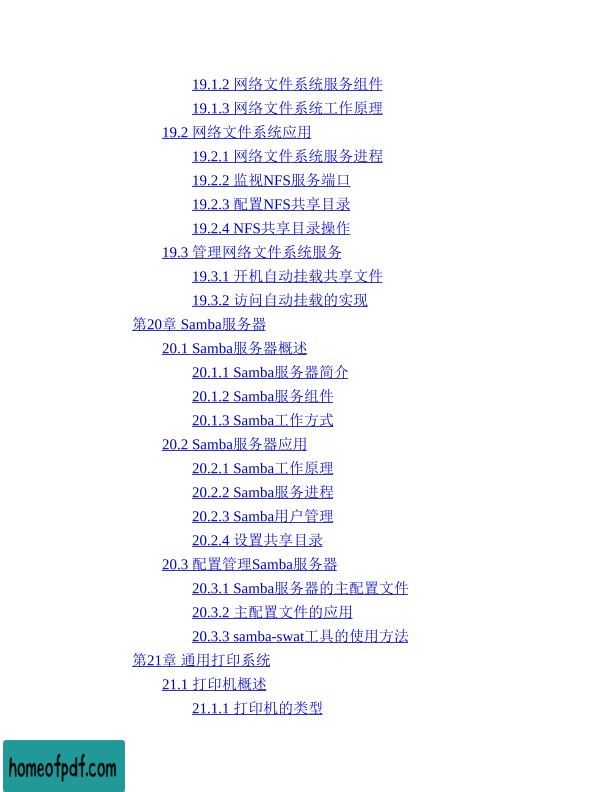 19.1.2 网络文件系统服务组件
19.1.3 网络文件系统工作原理
19.2 网络文件系统应用
19.2.1 网络文件系统服务进程
19.2.2 监视NFS服务端口
19.2.3 配置NFS共享目录
19.2.4 NFS共享目录操作
19.3 管理网络文件系统服务
19.3.1 开机自动挂载共享文件
19.3.2 访问自动挂载的实现
第20章 Samba服务器
20.1 Samba服务器概述
20.1.1 Samba服务器简介
20.1.2 Samba服务组件
20.1.3 Samba工作方式
20.2 Samba服务器应用
20.2.1 Samba工作原理
20.2.2 Samba服务进程
20.2.3 Samba用户管理
20.2.4 设置共享目录
20.3 配置管理Samba服务器
20.3.1 Samba服务器的主配置文件
20.3.2 主配置文件的应用
20.3.3 samba-swat工具的使用方法
第21章 通用打印系统
21.1 打印机概述
21.1.1 打印机的类型
homeofpdf.com